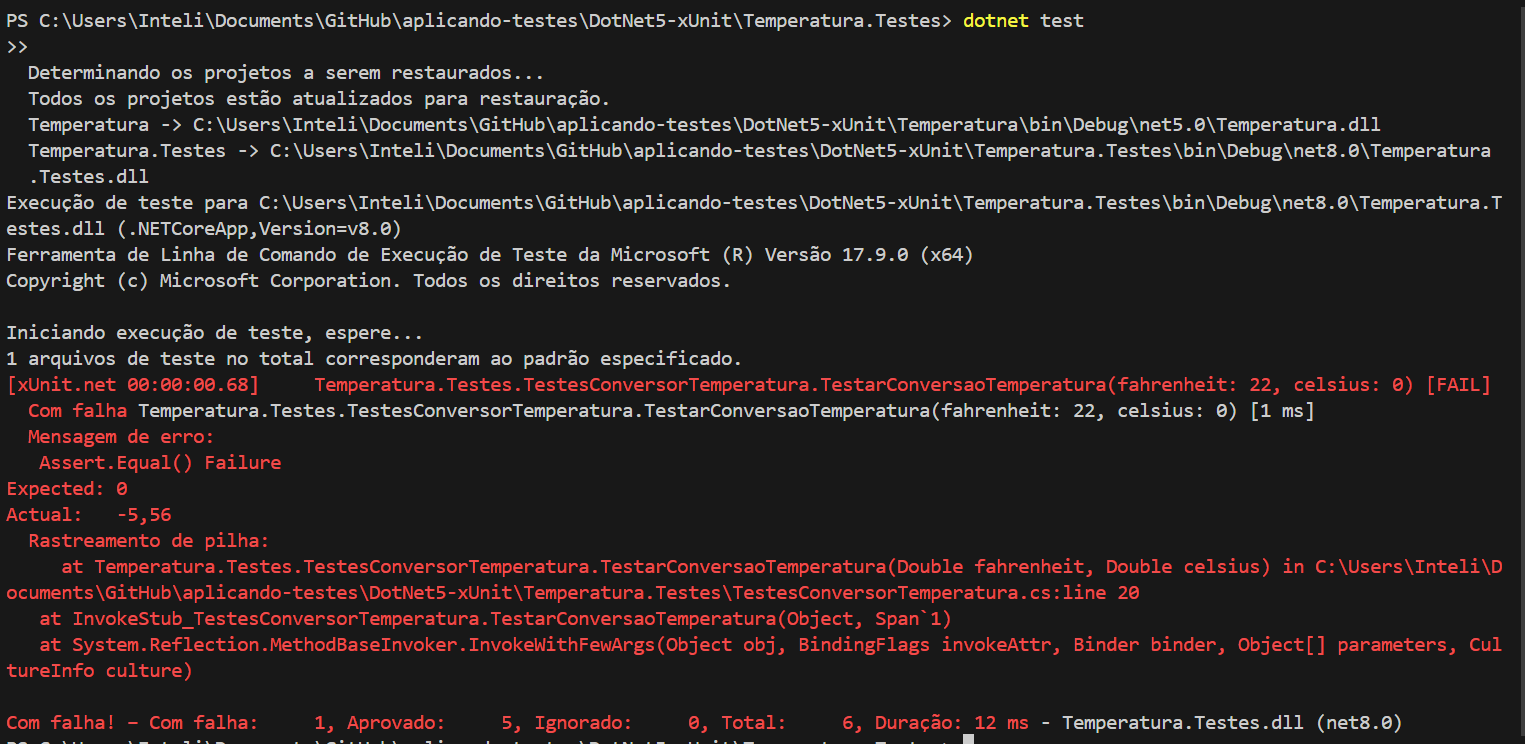 PS C:\Users\Inteli\Documents\GitHub\aplicando-testes\DotNet5-xUnit\Temperatura.Testes> dotnet test
>>
  Determinando os projetos a serem restaurados...
  Todos os projetos estão atualizados para restauração.
  Temperatura -> C:\Users\Inteli\Documents\GitHub\aplicando-testes\DotNet5-xUnit\Temperatura\bin\Debug\net5.0\Temperatura.dll
  Temperatura.Testes -> C:\Users\Inteli\Documents\GitHub\aplicando-testes\DotNet5-xUnit\Temperatura.Testes\bin\Debug\net8.0\Temperatura
  .Testes.dll
Execução de teste para C:\Users\Inteli\Documents\GitHub\aplicando-testes\DotNet5-xUnit\Temperatura.Testes\bin\Debug\net8.0\Temperatura.T
estes.dll (.NETCoreApp,Version=v8.0)
Ferramenta de Linha de Comando de Execução de Teste da Microsoft (R) Versão 17.9.0 (x64)
Copyright (c) Microsoft Corporation. Todos os direitos reservados.

Iniciando execução de teste, espere...
1 arquivos de teste no total corresponderam ao padrão especificado.
[xUnit.net 00:00:00.68]     Temperatura.Testes.TestesConversorTemperatura.TestarConversaoTemperatura(fahrenheit: 22, celsius: 0) [FAIL]
  Com falha Temperatura.Testes.TestesConversorTemperatura.TestarConversaoTemperatura(fahrenheit: 22, celsius: 0) [1 ms]
  Mensagem de erro:
   Assert.Equal() Failure
Expected: 0
Actual:   -5,56
  Rastreamento de pilha:
     at Temperatura.Testes.TestesConversorTemperatura.TestarConversaoTemperatura(Double fahrenheit, Double celsius) in C:\Users\Inteli\D
ocuments\GitHub\aplicando-testes\DotNet5-xUnit\Temperatura.Testes\TestesConversorTemperatura.cs:line 20
   at InvokeStub_TestesConversorTemperatura.TestarConversaoTemperatura(Object, Span`1)
   at System.Reflection.MethodBaseInvoker.InvokeWithFewArgs(Object obj, BindingFlags invokeAttr, Binder binder, Object[] parameters, Cul
tureInfo culture)

Com falha! – Com falha:     1, Aprovado:     5, Ignorado:     0, Total:     6, Duração: 12 ms - Temperatura.Testes.dll (net8.0)